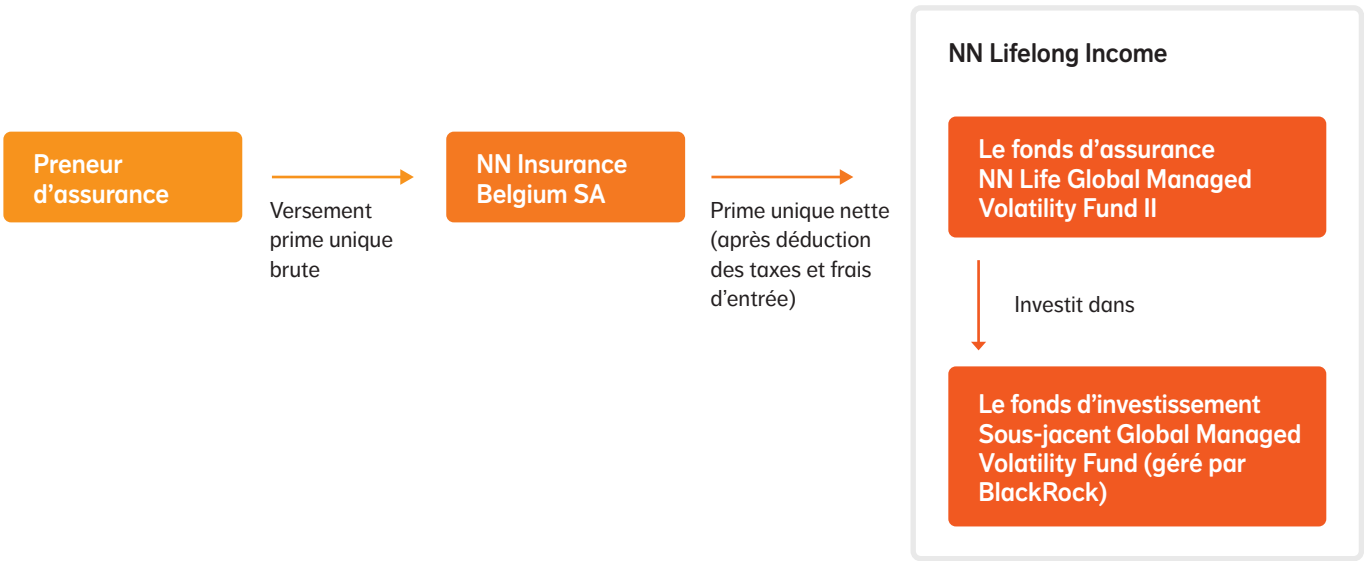 Preneur
d'assurance
Versement
prime unique
brute
NN Insurance
Belgium SA
Prime unique nette
(après déduction
des taxes et frais
d'entrée)
NN Lifelong Income
Le fonds d'assurance
NN Life Global Managed
Volatility Fund II
Investit dans
Le fonds d'investissement
Sous-jacent Global Managed
Volatility Fund (géré par
BlackRock)